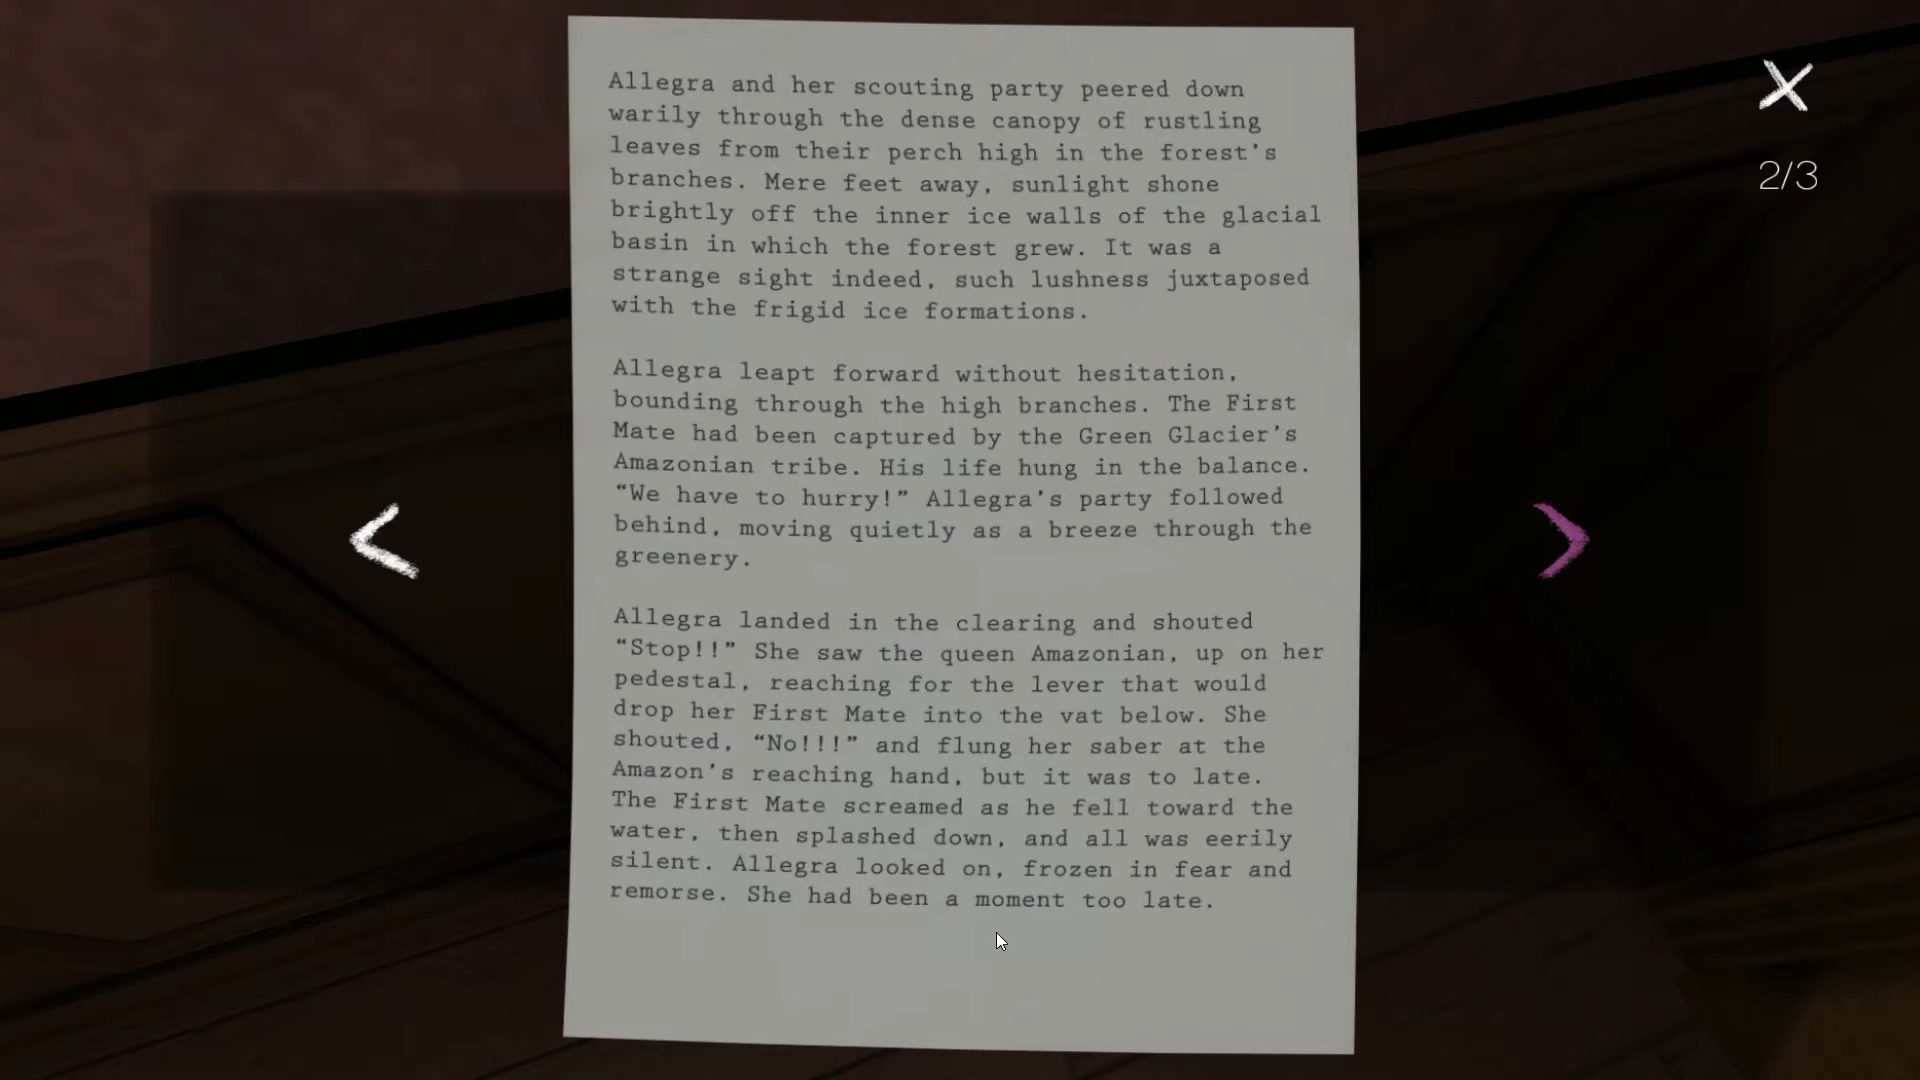 Allegra and her scouting party peered down
warily through the dense canopy of rustling
leaves from their perch high in the forest's
branches. Mere feet away, sunlight shone
brightly off the inner ice walls of the glacial
basin in which the forest grew. It was a
strange sight indeed, such lushness juxtaposed
with the frigid ice formations.
Allegra leapt forward without hesitation,
bounding through the high branches. The First
Mate had been captured by the Green Glacier's
Amazonian tribe. His life hung in the balance.
“We have to hurry!” Allegra's party followed
behind, moving quietly as a breeze through the
greenery.
Allegra landed in the clearing and shouted
“Stop!!” She saw the queen Amazonian, up on her
pedestal, reaching for the lever that would
drop her First Mate into the vat below. She
shouted, “No!!!” and flung her saber at the
Amazon's reaching hand, but it was to late.
The First Mate screamed as he fell toward the
water, then splashed down, and all was eerily
silent. Allegra looked on, frozen in fear and
remorse. She had been a moment too late.
2/3